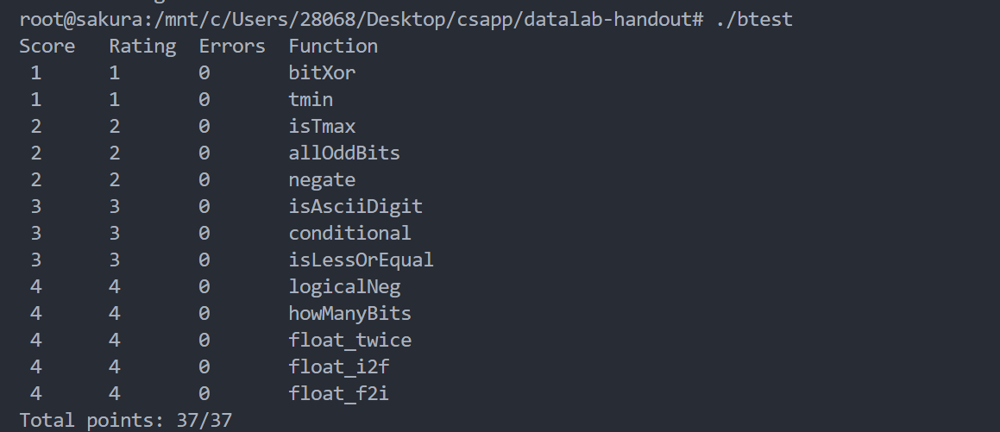 root@sakura:/mnt/c/Users/28068/Desktop/csapp/datalab-handout# ./btest
Score Rating Errors Function
1 1 0 bitXor
1 1 0 tmin
2 2 0 isTmax
2 2 0 allOddBits
2 2 0 negate
3 3 0 isAsciiDigit
3 3 0 conditional
3 3 0 isLessOrEqual
4 4 0 logicalNeg
4 4 0 howManyBits
4 4 0 float_twice
4 4 0 float_i2f
4 4 0 float_f2i
Total points: 37/37